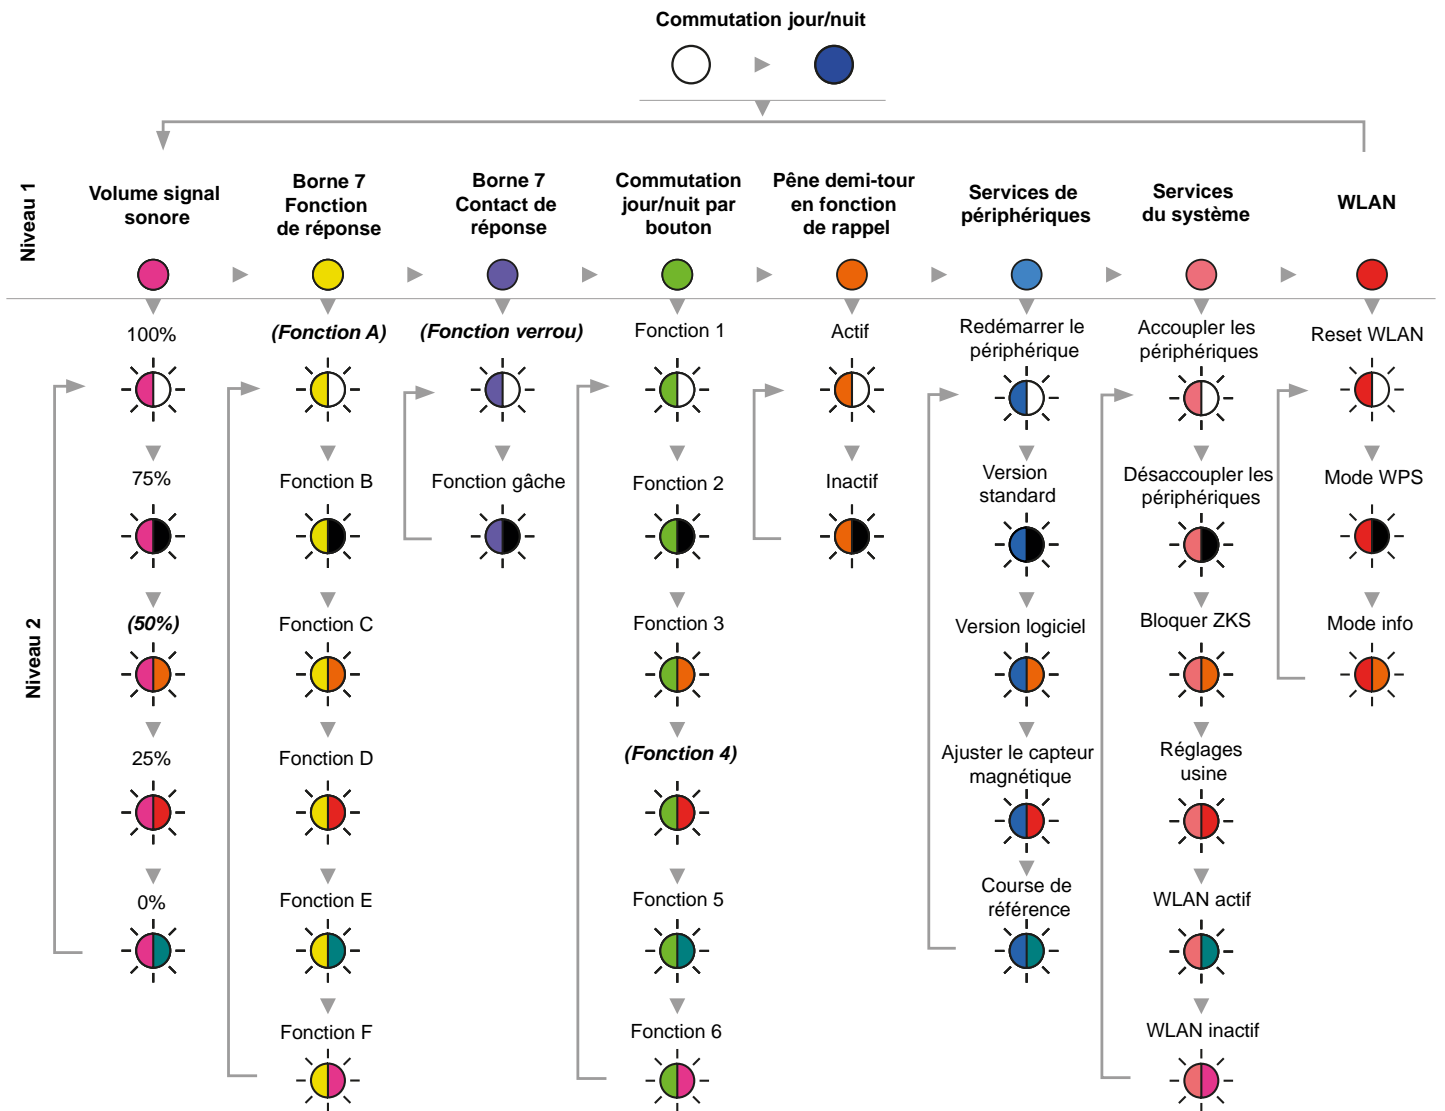 Commutation jour/nuit
Niveau 1
Volume signal
sonore
Borne 7
Fonction
de réponse
Borne 7
Contact de
réponse
Commutation
jour/nuit par
bouton
Pêne demi-tour
en fonction
de rappel
Services de
périphériques
Services
du système
WLAN
Niveau 2
100%
75%
(50%)
25%
0%
(Fonction A)
Fonction B
Fonction C
Fonction D
Fonction E
Fonction F
(Fonction verrou)
Fonction gâche
Fonction 1
Fonction 2
Fonction 3
(Fonction 4)
Fonction 5
Fonction 6
Actif
Inactif
Redémarrer le
périphérique
Version
standard
Version logiciel
Ajuster le capteur
magnétique
Course de
référence
Accoupler les
périphériques
Désaccoupler les
périphériques
Bloquer ZKS
Réglages
usine
WLAN actif
WLAN inactif
Reset WLAN
Mode WPS
Mode info